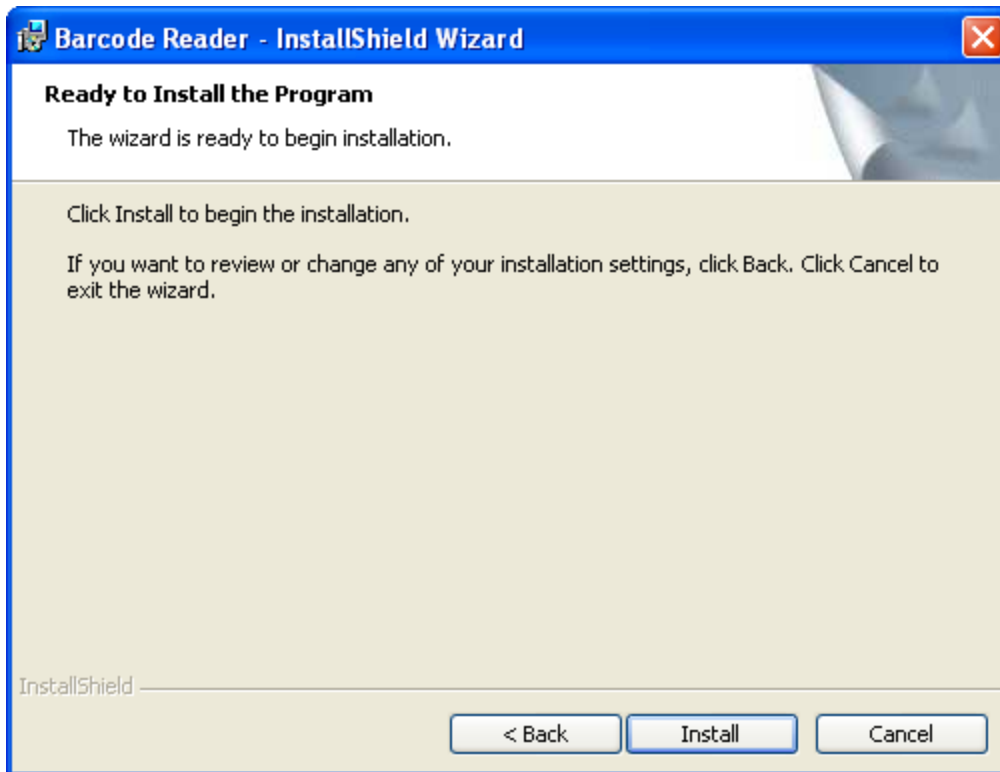 Barcode Reader - InstallShield Wizard
Ready to Install the Program
The wizard is ready to begin installation.
Click Install to begin the installation.
If you want to review or change any of your installation settings, click Back. Click Cancel to
exit the wizard.
InstallShield
< Back Install Cancel